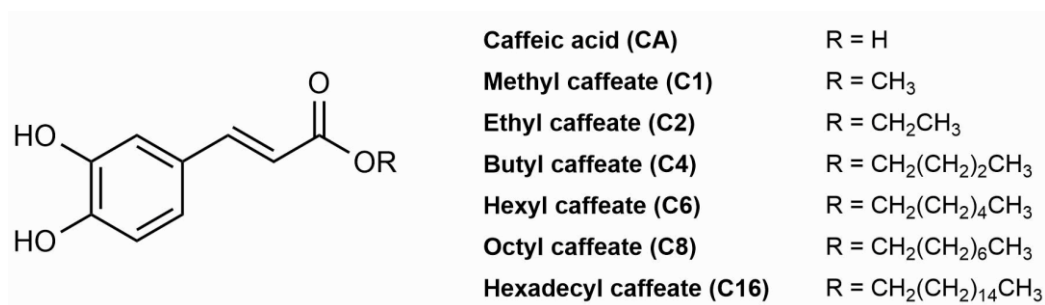 Caffeic acid (CA) R = H
Methyl caffeate (C1) R = CH₃
Ethyl caffeate (C2) R = CH₂CH₃
Butyl caffeate (C4) R = CH₂(CH₂)₂CH₃
Hexyl caffeate (C6) R = CH₂(CH₂)₄CH₃
Octyl caffeate (C8) R = CH₂(CH₂)₆CH₃
Hexadecyl caffeate (C16) R = CH₂(CH₂)₁₄CH₃
O
HO
OR
HO